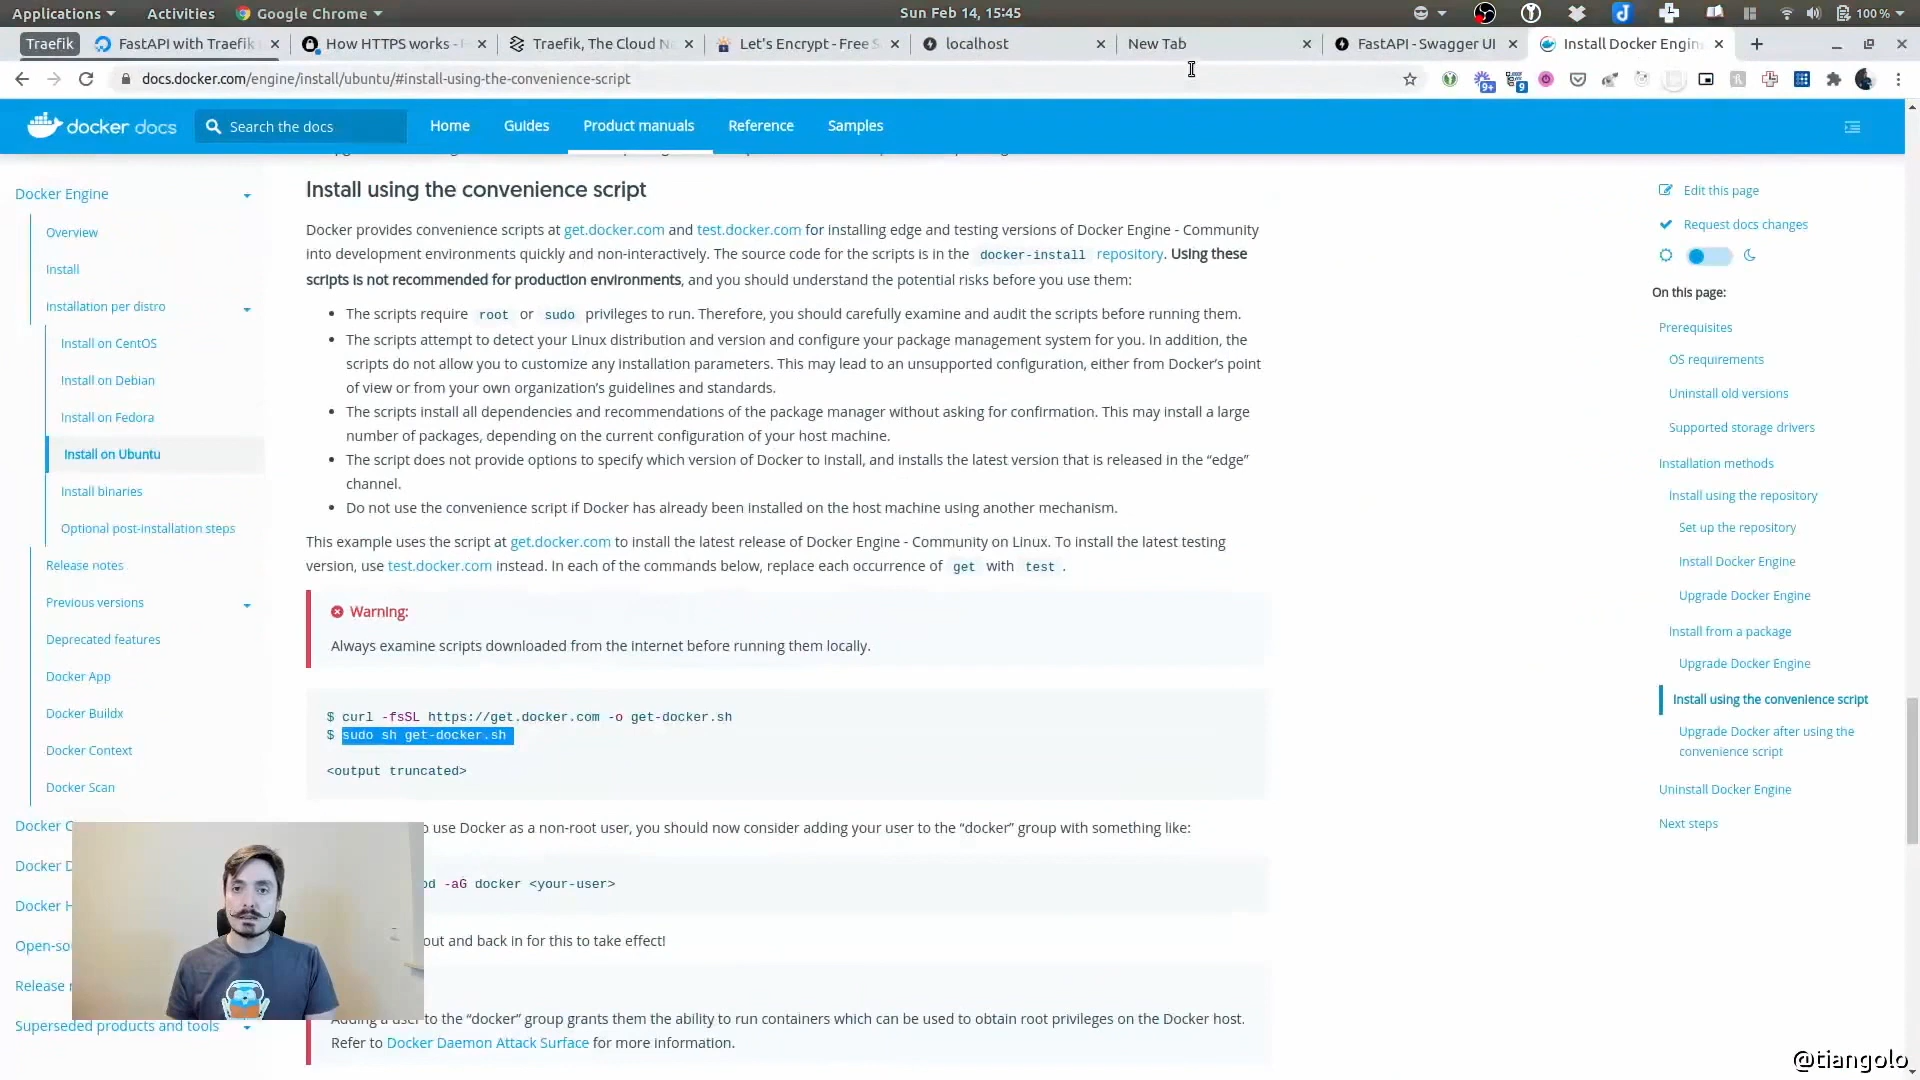 Applications Activities Google Chrome Sun Feb 14, 15:45 100 %
Traefik FastAPI with Traefik How HTTPS works - Traefik, The Cloud Ne Let's Encrypt - Free S localhost New Tab FastAPI - Swagger UI Install Docker Engin
docs.docker.com/engine/install/ubuntu/#install-using-the-convenience-script 9+ 9
docker docs Search the docs Home Guides Product manuals Reference Samples
Docker Engine
Overview
Install
Installation per distro
Install on CentOS
Install on Debian
Install on Fedora
Install on Ubuntu
Install binaries
Optional post-installation steps
Release notes
Previous versions
Deprecated features
Docker App
Docker Buildx
Docker Context
Docker Scan
Docker
Docker
Docker
Open-so
Release
Superseded products and tools
Install using the convenience script
Docker provides convenience scripts at get.docker.com and test.docker.com for installing edge and testing versions of Docker Engine - Community
into development environments quickly and non-interactively. The source code for the scripts is in the docker-install repository. Using these
scripts is not recommended for production environments, and you should understand the potential risks before you use them:
• The scripts require root or sudo privileges to run. Therefore, you should carefully examine and audit the scripts before running them.
• The scripts attempt to detect your Linux distribution and version and configure your package management system for you. In addition, the
scripts do not allow you to customize any installation parameters. This may lead to an unsupported configuration, either from Docker's point
of view or from your own organization's guidelines and standards.
• The scripts install all dependencies and recommendations of the package manager without asking for confirmation. This may install a large
number of packages, depending on the current configuration of your host machine.
• The script does not provide options to specify which version of Docker to install, and installs the latest version that is released in the “edge”
channel.
• Do not use the convenience script if Docker has already been installed on the host machine using another mechanism.
This example uses the script at get.docker.com to install the latest release of Docker Engine - Community on Linux. To install the latest testing
version, use test.docker.com instead. In each of the commands below, replace each occurrence of get with test .
Warning:
Always examine scripts downloaded from the internet before running them locally.
$ curl -fsSL https://get.docker.com -o get-docker.sh
$ sudo sh get-docker.sh
<output truncated>
use Docker as a non-root user, you should now consider adding your user to the “docker” group with something like:
-aG docker <your-user>
out and back in for this to take effect!
Adding a user to the “docker” group grants them the ability to run containers which can be used to obtain root privileges on the Docker host.
Refer to Docker Daemon Attack Surface for more information.
Edit this page
Request docs changes
On this page:
Prerequisites
OS requirements
Uninstall old versions
Supported storage drivers
Installation methods
Install using the repository
Set up the repository
Install Docker Engine
Upgrade Docker Engine
Install from a package
Upgrade Docker Engine
Install using the convenience script
Upgrade Docker after using the
convenience script
Uninstall Docker Engine
Next steps
@tiangolo